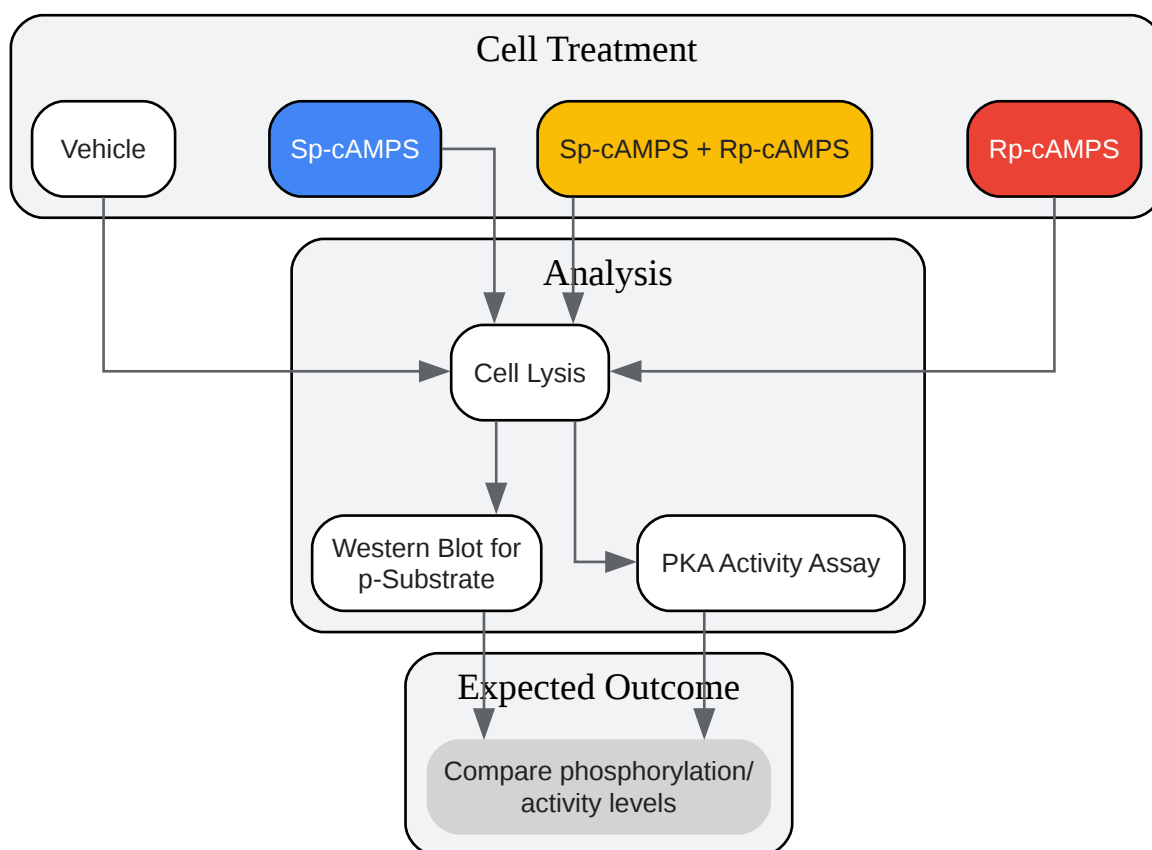 Cell Treatment
Vehicle
Sp-cAMPS
Sp-cAMPS + Rp-cAMPS
Rp-cAMPS
Analysis
Cell Lysis
Western Blot for
p-Substrate
PKA Activity Assay
Expected Outcome
Compare phosphorylation/
activity levels